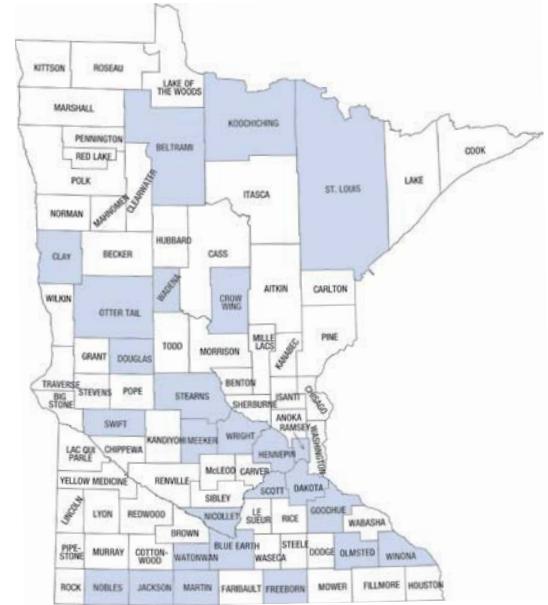 KITTSON
ROSEAU
LAKE OF
THE WOODS
MARSHALL
KOOCHICHING
PENNINGTON
BELTRAMI
RED LAKE
POLK
CLEARWATER
ITASCA
ST. LOUIS
LAKE
COOK
NORMAN
MAHNOMEN
HUBBARD
CASS
CLAY
BECKER
WADENA
CROW
WING
AITKIN
CARLTON
WILKIN
OTTER TAIL
TODD
MORRISON
MILLE
LACS
KANABEC
PINE
GRANT
DOUGLAS
TRAVERSE
BIG
STONE
STEVENS
POPE
STEARNS
BENTON
SHERBURNE
ISANTI
CHISAGO
ANOKA
RAMSEY
WASHINGTON
SWIFT
KANDIYOHI
MEEKER
WRIGHT
HENNEPIN
LAC QUI
PARLE
CHIPPEWA
McLEOD
CARVER
YELLOW MEDICINE
RENVILLE
SCOTT
DAKOTA
SIBLEY
LINCOLN
LYON
REDWOOD
NICOLLET
LE
SUEUR
RICE
GOODHUE
WABASHA
BROWN
PIPE-
STONE
MURRAY
COTTON-
WOOD
WATONWAN
BLUE EARTH
WASECA
STEELE
DODGE
OLMSTED
WINONA
ROCK
NOBLES
JACKSON
MARTIN
FARIBAULT
FREEBORN
MOWER
FILLMORE
HOUSTON